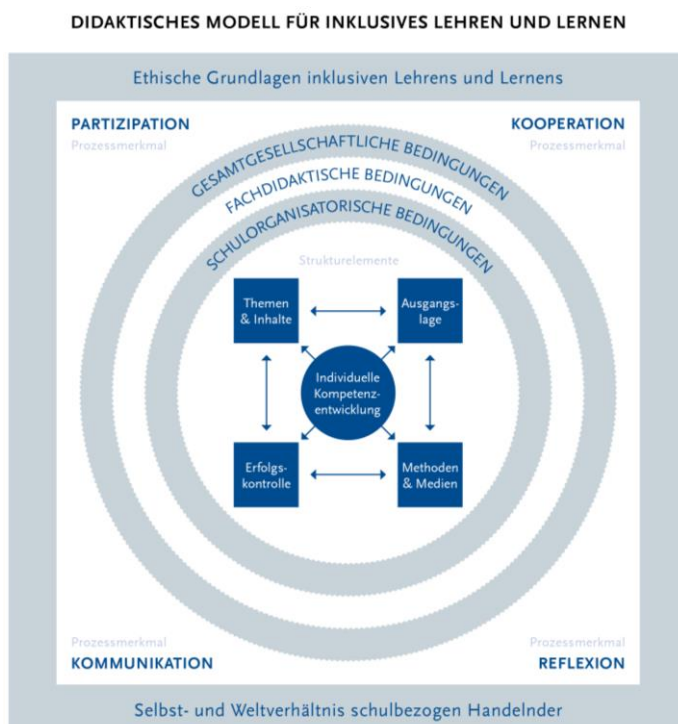 DIDAKTISCHES MODELL FÜR INKLUSIVES LEHREN UND LERNEN
Ethische Grundlagen inklusiven Lehrens und Lernens
PARTIZIPATION
Prozessmerkmal
KOOPERATION
Prozessmerkmal
GESAMTGESELLSCHAFTLICHE BEDINGUNGEN
FACHDIDAKTISCHE BEDINGUNGEN
SCHULORGANISATORISCHE BEDINGUNGEN
Strukturelemente
Themen
& Inhalte
Ausgangs-
lage
Individuelle
Kompetenz-
entwicklung
Erfolgs-
kontrolle
Methoden
& Medien
Prozessmerkmal
KOMMUNIKATION
Prozessmerkmal
REFLEXION
Selbst- und Weltverhältnis schulbezogen Handelnder